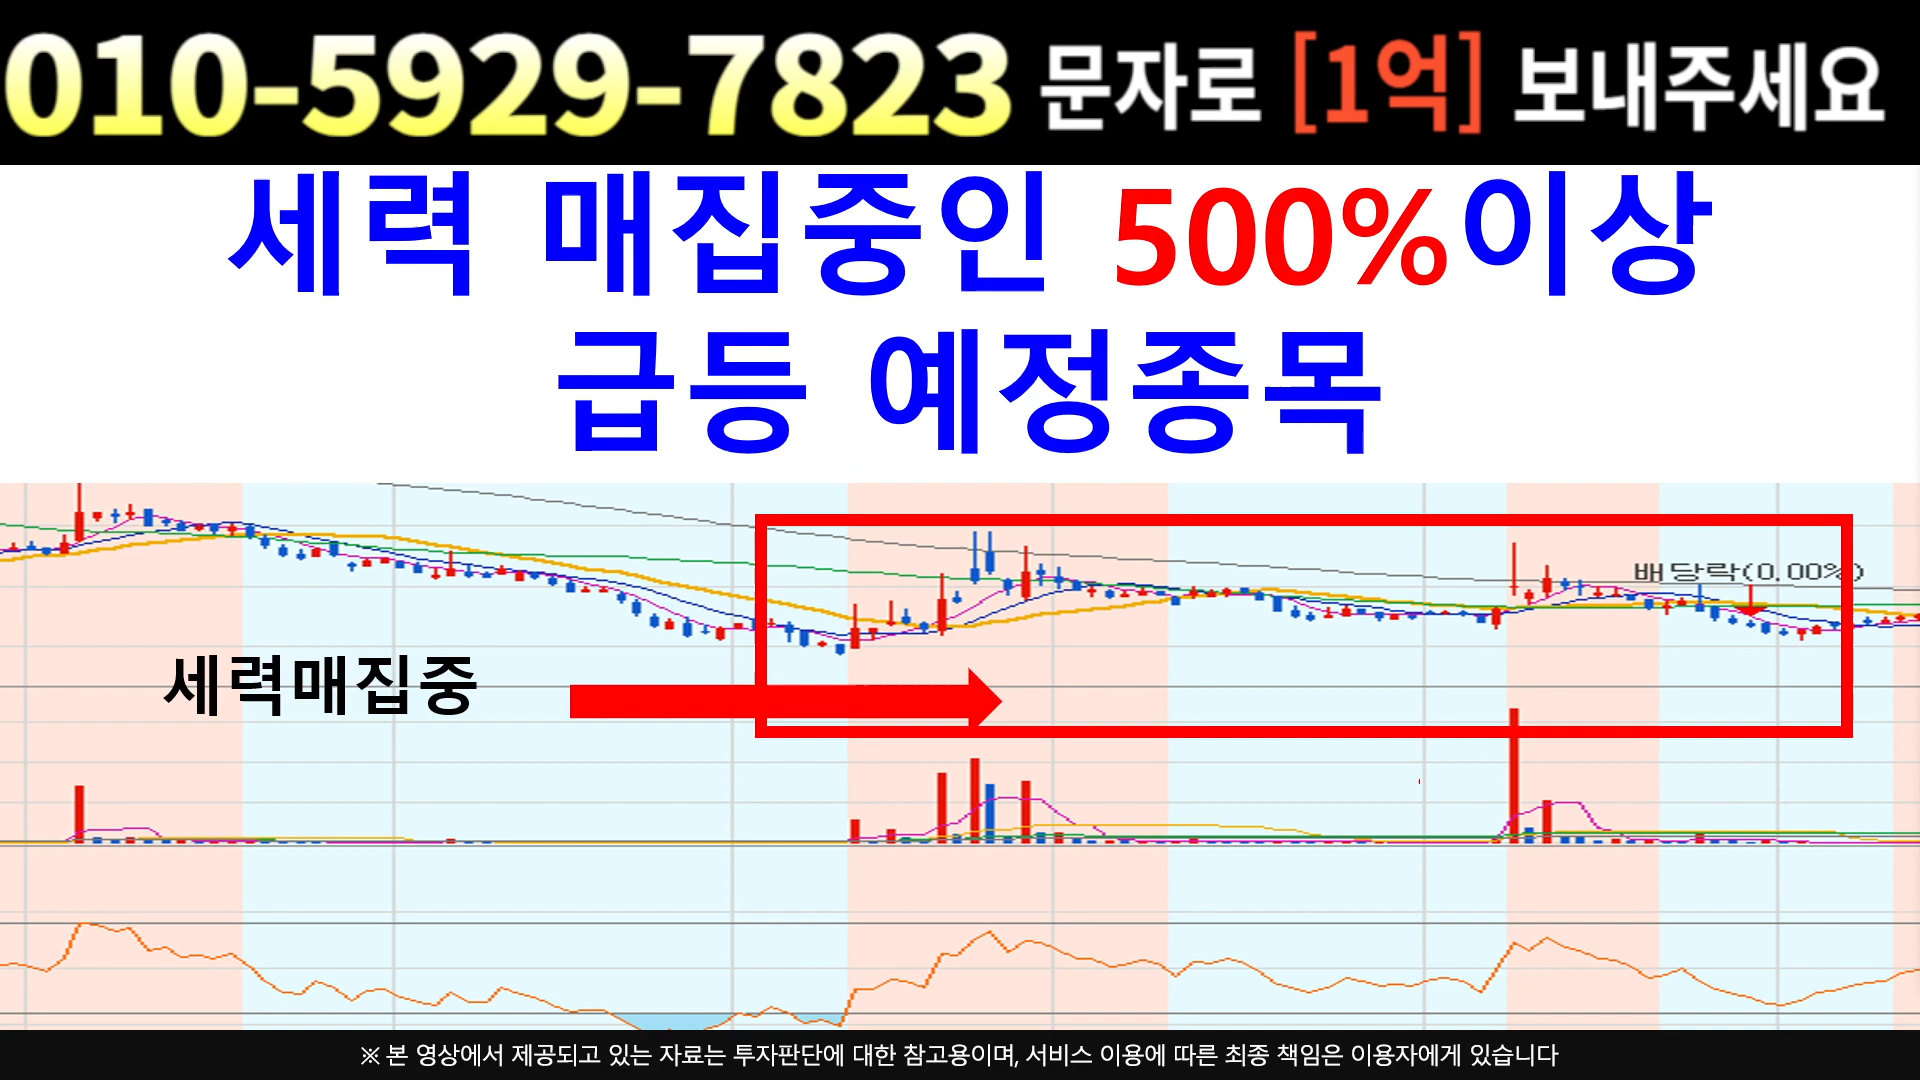 010-5929-7823 문자로 [1억] 보내주세요
세력 매집중인 500%이상
급등 예정종목
배당락(0.00%)
세력매집중
※ 본 영상에서 제공되고 있는 자료는 투자판단에 대한 참고용이며, 서비스 이용에 따른 최종 책임은 이용자에게 있습니다